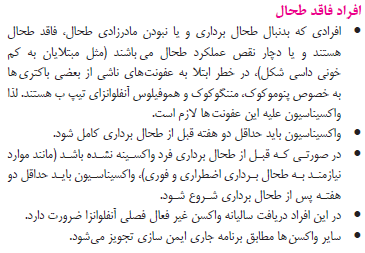 افراد فاقد طحال
• افرادی که بدنبال طحال برداری و یا نبودن مادرزادی طحال، فاقد طحال
هستند و یا دچار نقص عملکرد طحال می باشند (مثل مبتلایان به کم
خونی داسی شکل)، در خطر ابتلا به عفونت‌های ناشی از بعضی باکتری ها
به خصوص پنوموکوک، مننگوکوک و هموفیلوس آنفلوانزای تیپ ب هستند. لذا
واکسیناسیون علیه این عفونت ها لازم است.
• واکسیناسیون باید حداقل دو هفته قبل از طحال برداری کامل شود.
• در صورتی که قبل از طحال برداری فرد واکسینه نشده باشد (مانند موارد
نیازمند به طحال برداری اضطراری و فوری)، واکسیناسیون باید حداقل دو
هفته پس از طحال برداری شروع شود.
• در این افراد دریافت سالیانه واکسن غیر فعال فصلی آنفلوانزا ضرورت دارد.
• سایر واکسن ها مطابق برنامه جاری ایمن سازی تجویز می‌شود.